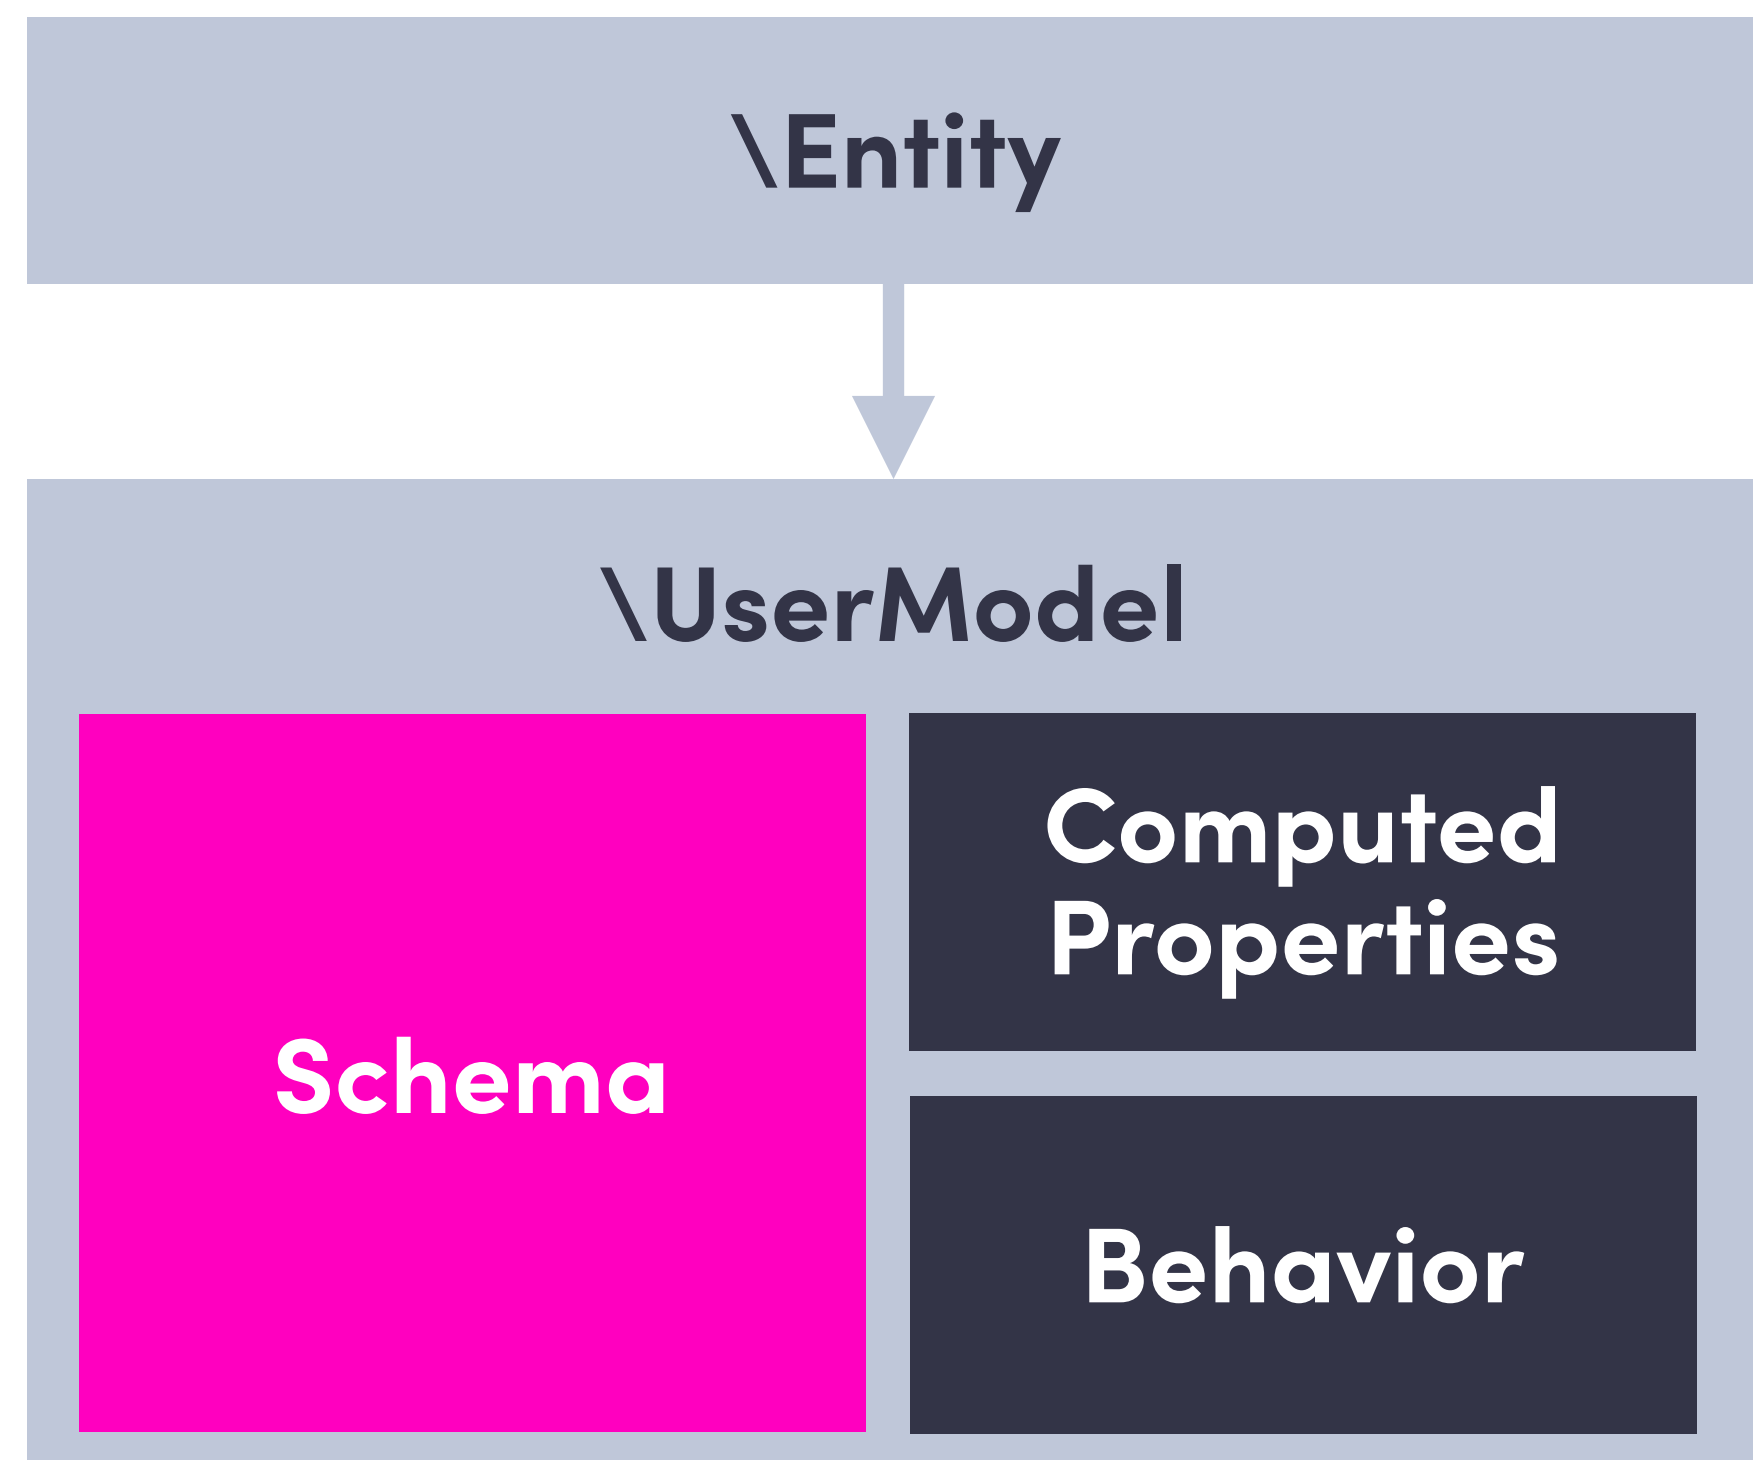 \Entity
\UserModel
Schema
Computed
Properties
Behavior